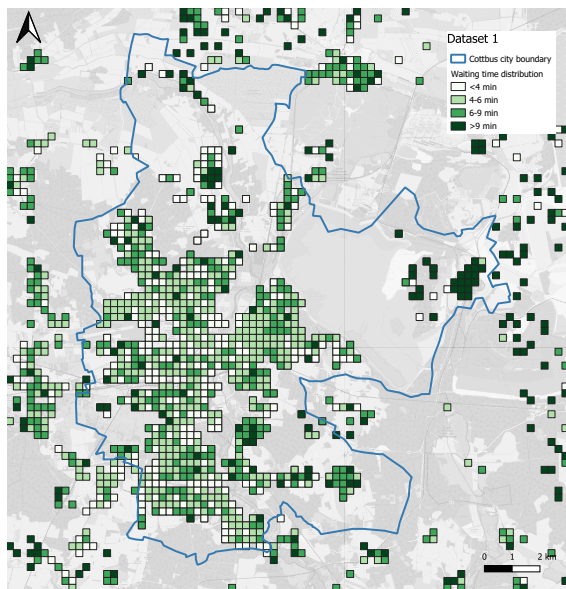 Dataset 1
Cottbus city boundary
Waiting time distribution
<4 min
4-6 min
6-9 min
>9 min
0 1 2 km